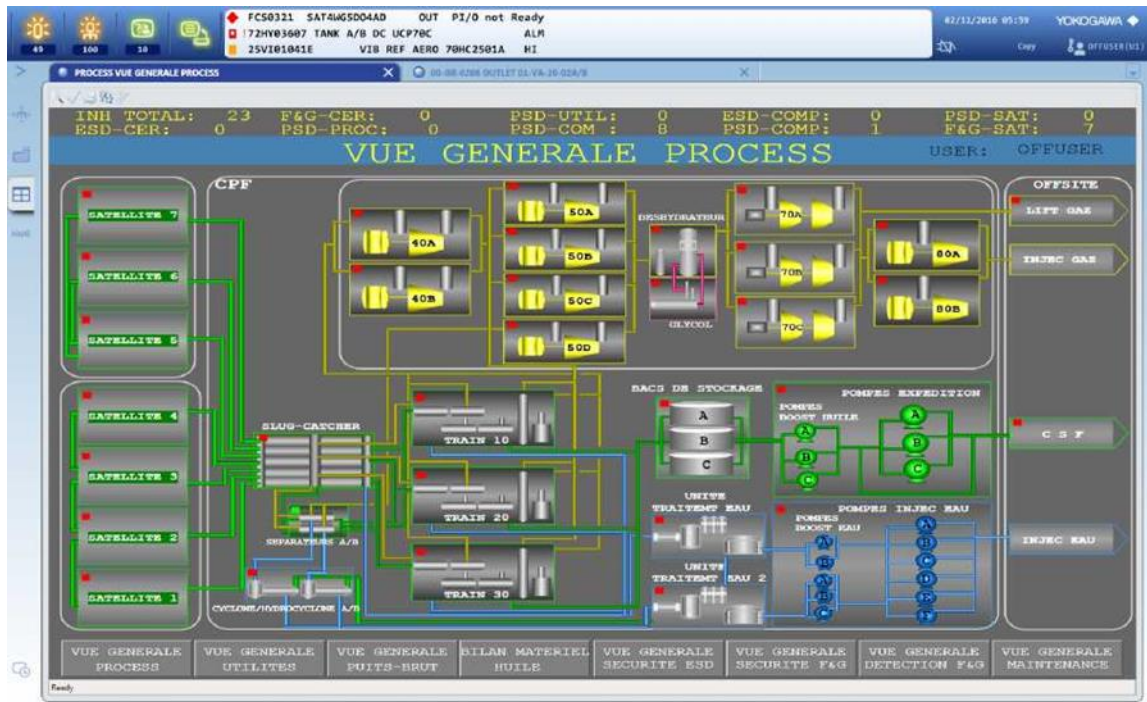 FCS0321 SAT4WG5D04AD OUT PI/O not Ready
!72HY03607 TANK A/B DC UCP70C ALM
25VI01041E VIB REF AERO 70HC2501A HI
02/12/2016 05:59 YOKOGAWA
49 100 10 Copy OFFUSER(U1)
PROCESS VUE GENERALE PROCESS
INH TOTAL: 23 F&G-CER: 0 PSD-UTIL: 0 ESD-COMP: 0 PSD-SAT: 0
ESD-CER: 0 PSD-PROC: 0 PSD-COM : 8 PSD-COMP: 1 F&G-SAT: 7
VUE GENERALE PROCESS USER: OFFUSER
CPF
OFFSITE
SATELLITE 7
SATELLITE 6
SATELLITE 5
SATELLITE 4
SATELLITE 3
SATELLITE 2
SATELLITE 1
40A
40B
50A
50B
50C
50D
DESHYDRATEUR
GLYCOL
70A
70B
70C
80A
80B
LIFT GAZ
INJEC GAZ
SLUG-CATCHER
SEPARATEURS A/B
CYCLONE/HYDROCYCLONE A/B
TRAIN 10
TRAIN 20
TRAIN 30
BACS DE STOCKAGE
A
B
C
POMPES EXPEDITION
POMPES
BOOST HUILE
A
B
C
A
B
C
C S F
UNITE
TRAITEMT EAU
UNITE
TRAITEMT EAU 2
POMPES INJEC EAU
POMPES
BOOST EAU
INJEC EAU
VUE GENERALE
PROCESS
VUE GENERALE
UTILITES
VUE GENERALE
PUITS-BRUT
BILAN MATERIEL
HUILE
VUE GENERALE
SECURITE ESD
VUE GENERALE
SECURITE F&G
VUE GENERALE
DETECTION F&G
VUE GENERALE
MAINTENANCE
Ready